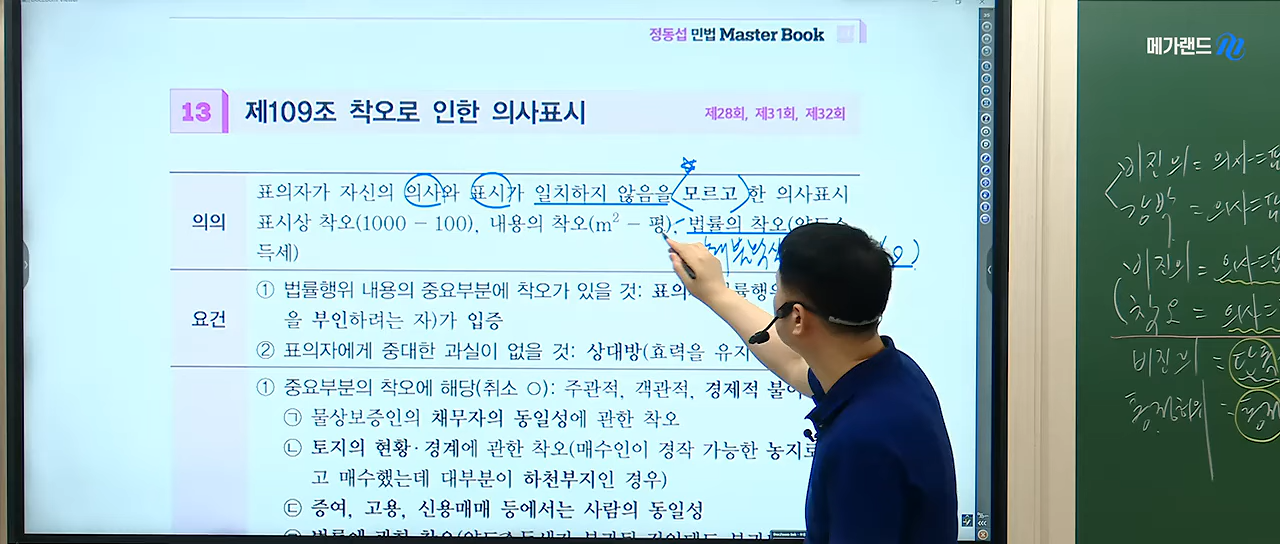 정동섭 민법 Master Book
메가랜드
13 제109조 착오로 인한 의사표시
제28회, 제31회, 제32회
의의
표의자가 자신의 의사와 표시가 일치하지 않음을 모르고 한 의사표시
표시상 착오(1000 - 100), 내용의 착오(m² - 평), 법률의 착오(양도소
득세)
요건
① 법률행위 내용의 중요부분에 착오가 있을 것: 표의
을 부인하려는 자)가 입증
② 표의자에게 중대한 과실이 없을 것: 상대방(효력을 유지
① 중요부분의 착오에 해당(취소 ○): 주관적, 객관적, 경제적
㉠ 물상보증인의 채무자의 동일성에 관한 착오
㉡ 토지의 현황·경계에 관한 착오(매수인이 경작 가능한 농지로
고 매수했는데 대부분이 하천부지인 경우)
㉢ 증여, 고용, 신용매매 등에서는 사람의 동일성
비진의 = 의사
강박 = 의사
비진의 = 의사
착오 = 의사
비진의 = 단독
통정허위 = 통정